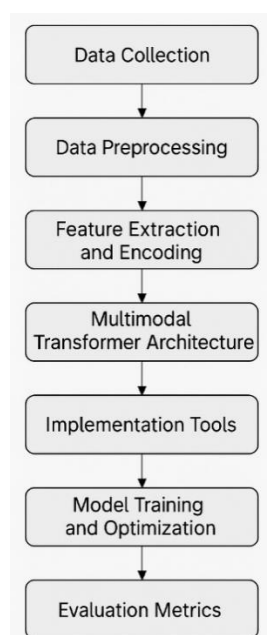 Data Collection
Data Preprocessing
Feature Extraction
and Encoding
Multimodal
Transformer Architecture
Implementation Tools
Model Training
and Optimization
Evaluation Metrics